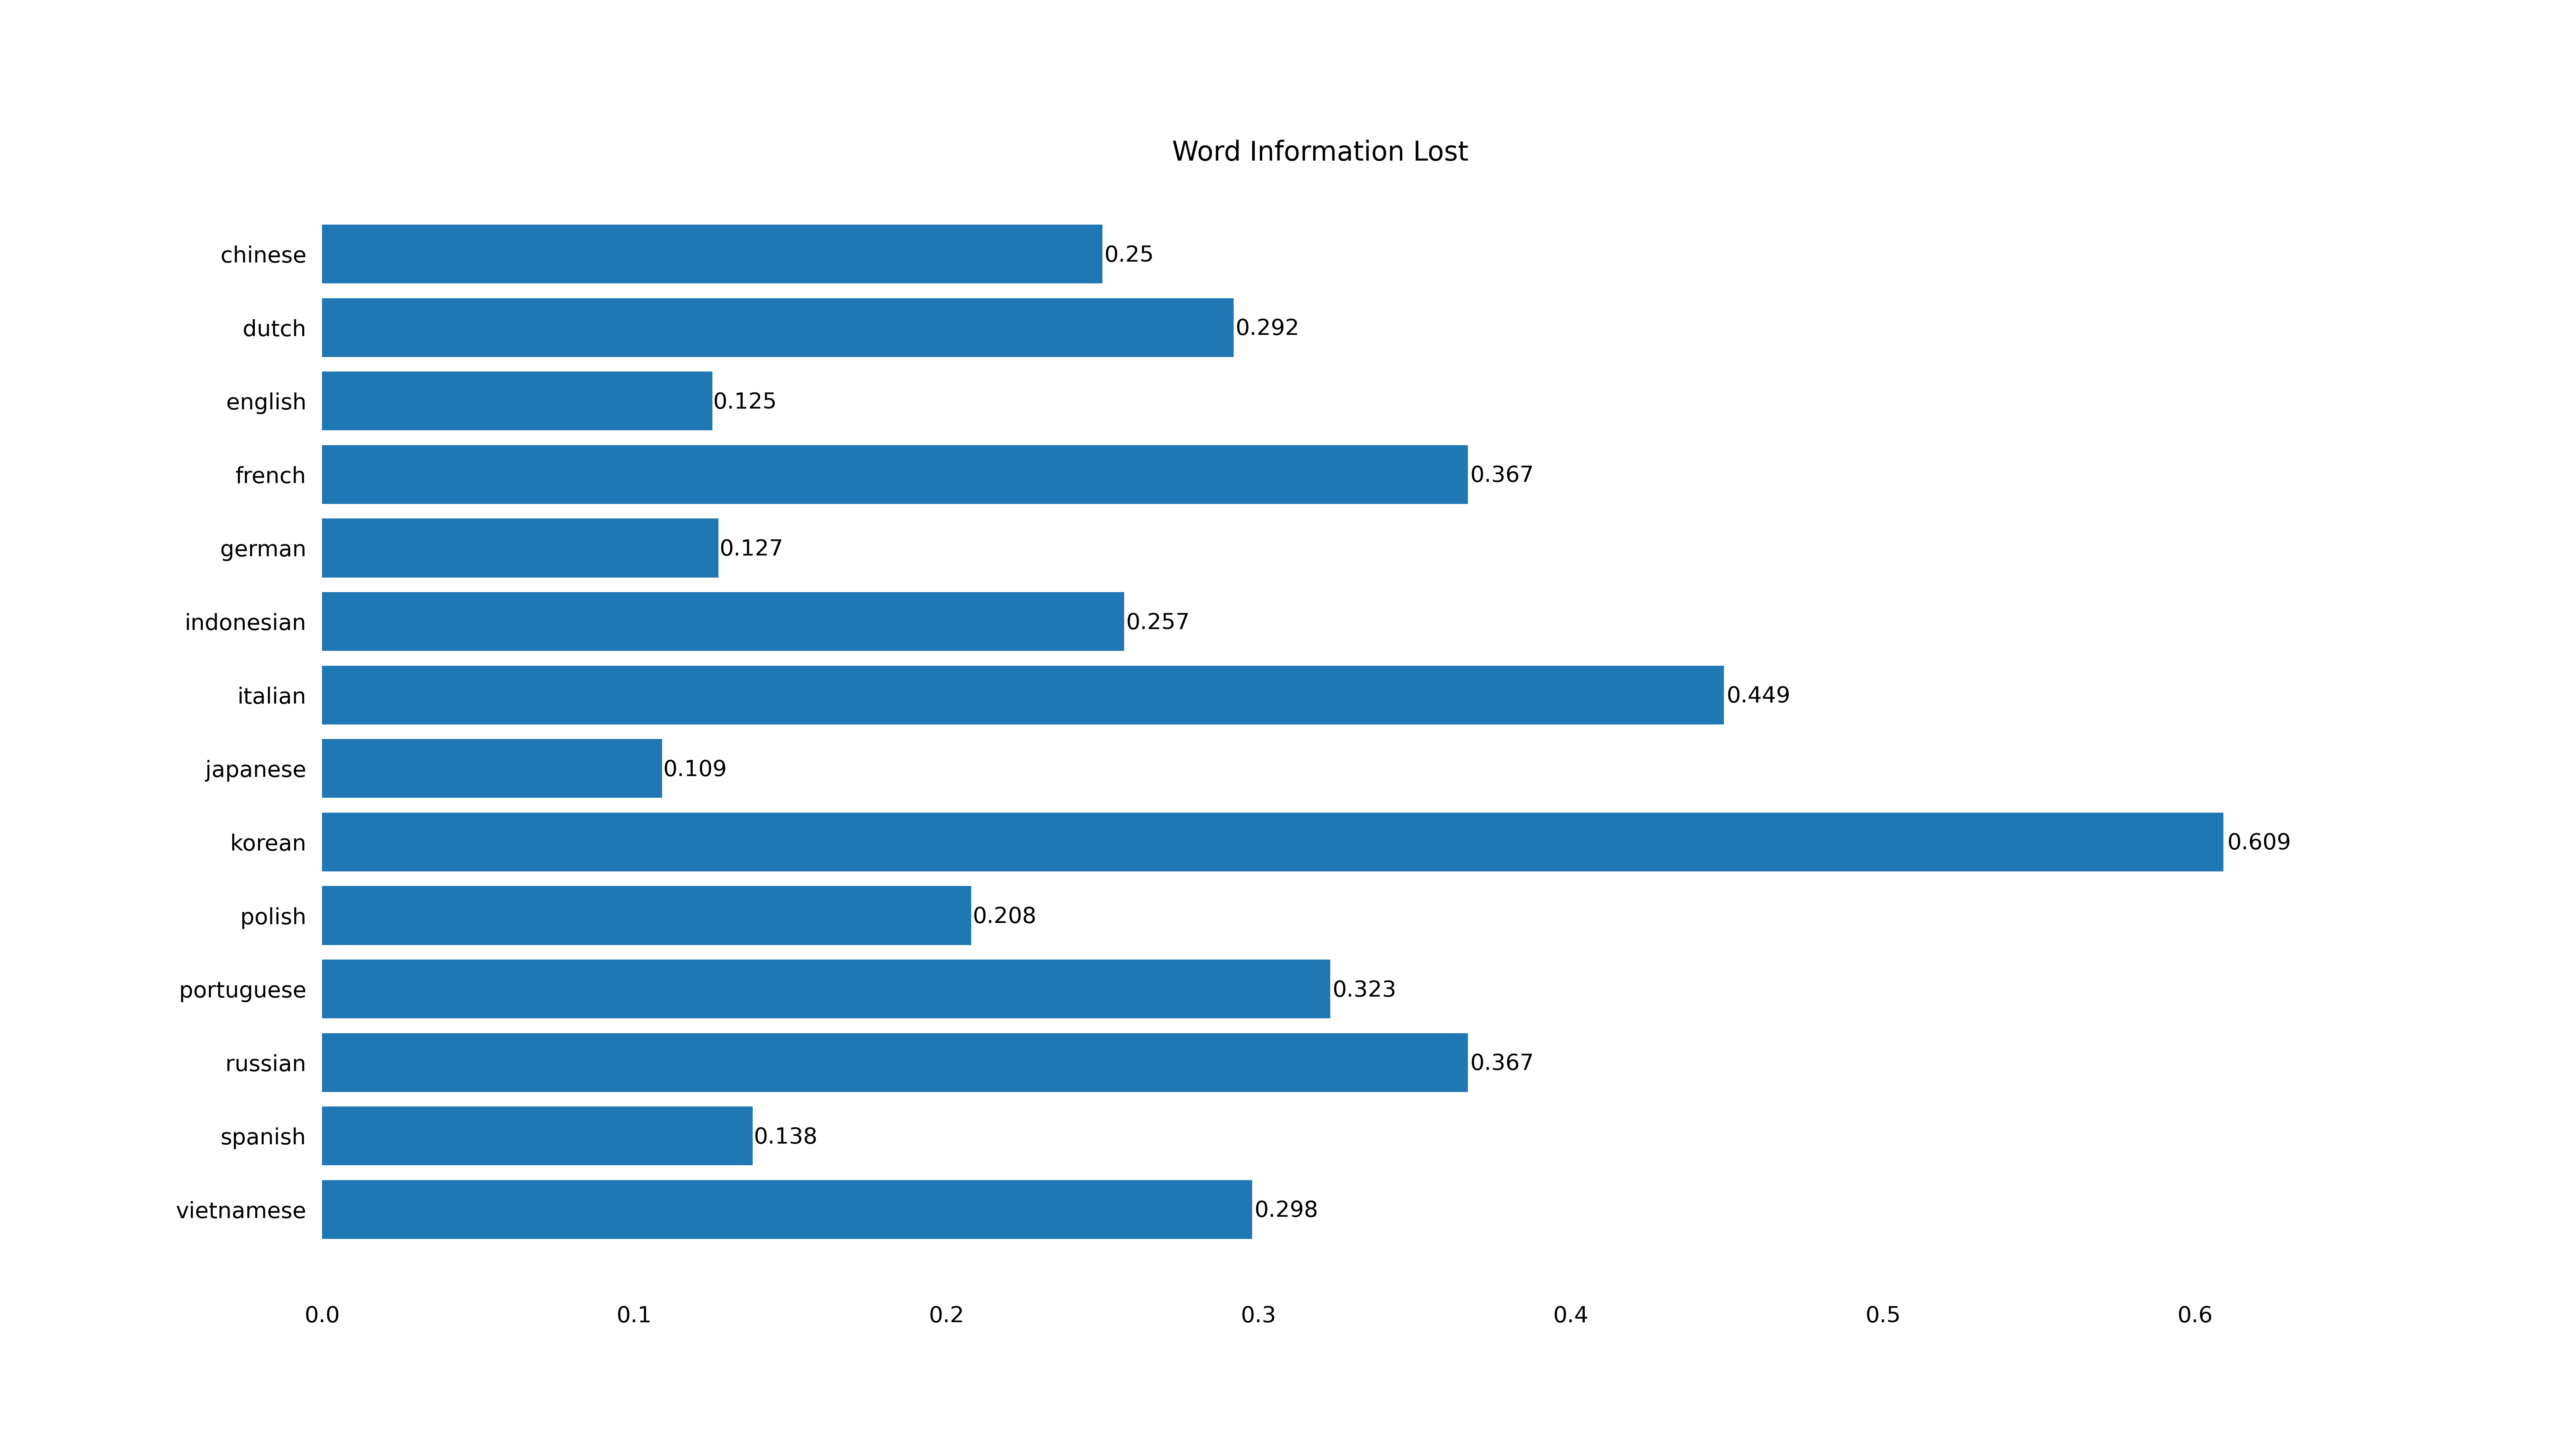 Word Information Lost
chinese 0.25
dutch 0.292
english 0.125
french 0.367
german 0.127
indonesian 0.257
italian 0.449
japanese 0.109
korean 0.609
polish 0.208
portuguese 0.323
russian 0.367
spanish 0.138
vietnamese 0.298
0.0 0.1 0.2 0.3 0.4 0.5 0.6